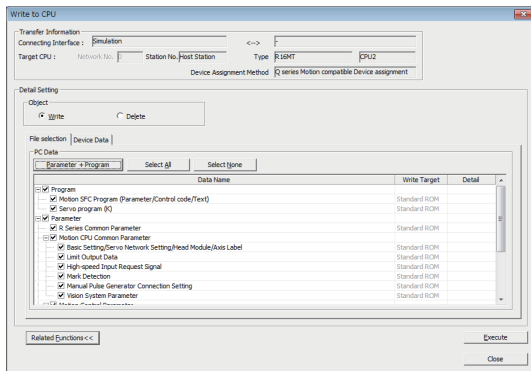 Write to CPU
Transfer Information
Connecting Interface : Simulation <--> -
Target CPU : Network No. 0 Station No. Host Station Type R16MT CPU2
Device Assignment Method Q series Motion compatible Device assignment
Detail Setting
Object
Write Delete
File selection Device Data
PC Data
Parameter + Program Select All Select None
Data Name Write Target Detail
Program
Motion SFC Program (Parameter/Control code/Text) Standard ROM
Servo program (K) Standard ROM
Parameter
R Series Common Parameter Standard ROM
Motion CPU Common Parameter
Basic Setting/Servo Network Setting/Head Module/Axis Label Standard ROM
Limit Output Data Standard ROM
High-speed Input Request Signal Standard ROM
Mark Detection Standard ROM
Manual Pulse Generator Connection Setting Standard ROM
Vision System Parameter Standard ROM
Motion Control Parameter
Related Functions<< Execute
Close